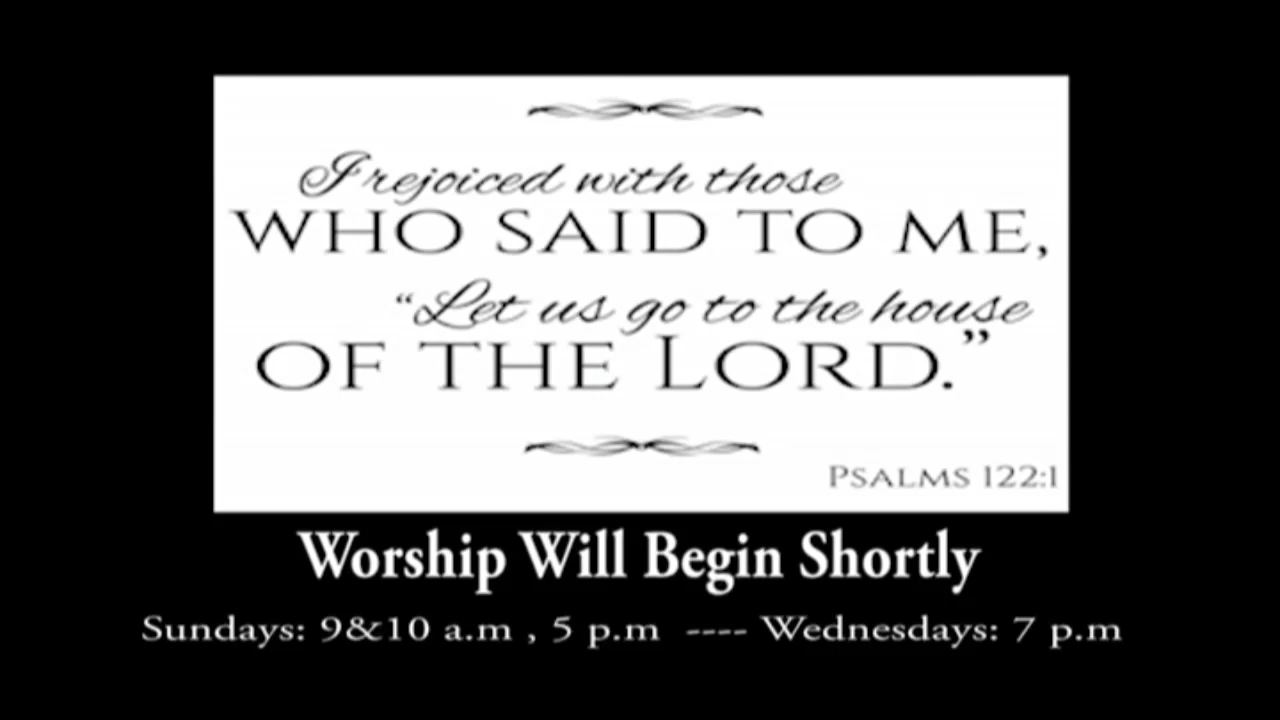 I rejoiced with those
WHO SAID TO ME,
“Let us go to the house
OF THE LORD.”
PSALMS 122:1
Worship Will Begin Shortly
Sundays: 9&10 a.m , 5 p.m ---- Wednesdays: 7 p.m